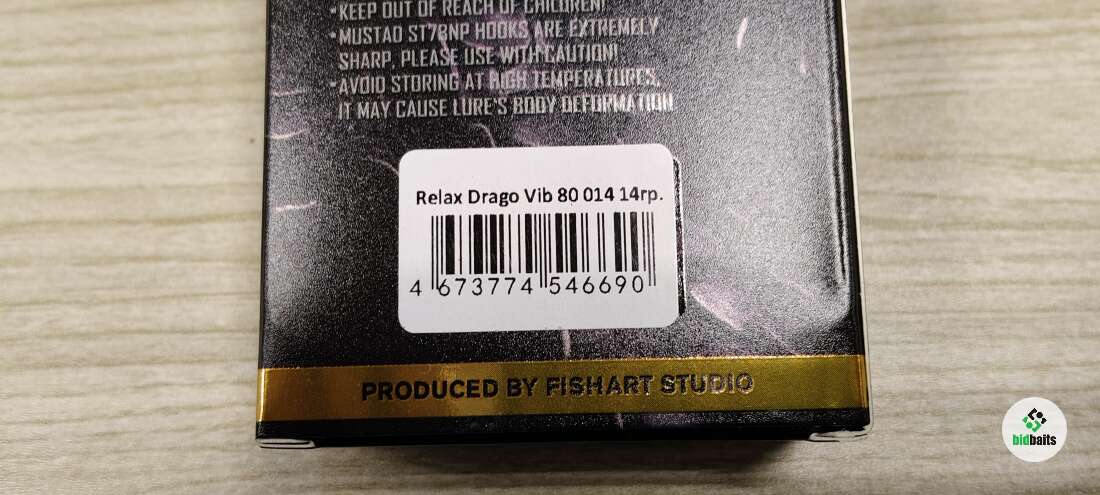 •KEEP OUT OF REACH OF CHILDREN!
•MUSTAD ST78NP HOOKS ARE EXTREMELY
SHARP, PLEASE USE WITH CAUTION!
•AVOID STORING AT HIGH TEMPERATURES,
IT MAY CAUSE LURE'S BODY DEFORMATION
Relax Drago Vib 80 014 14гр.
4 673774 546690
PRODUCED BY FISHART STUDIO
bidbaits